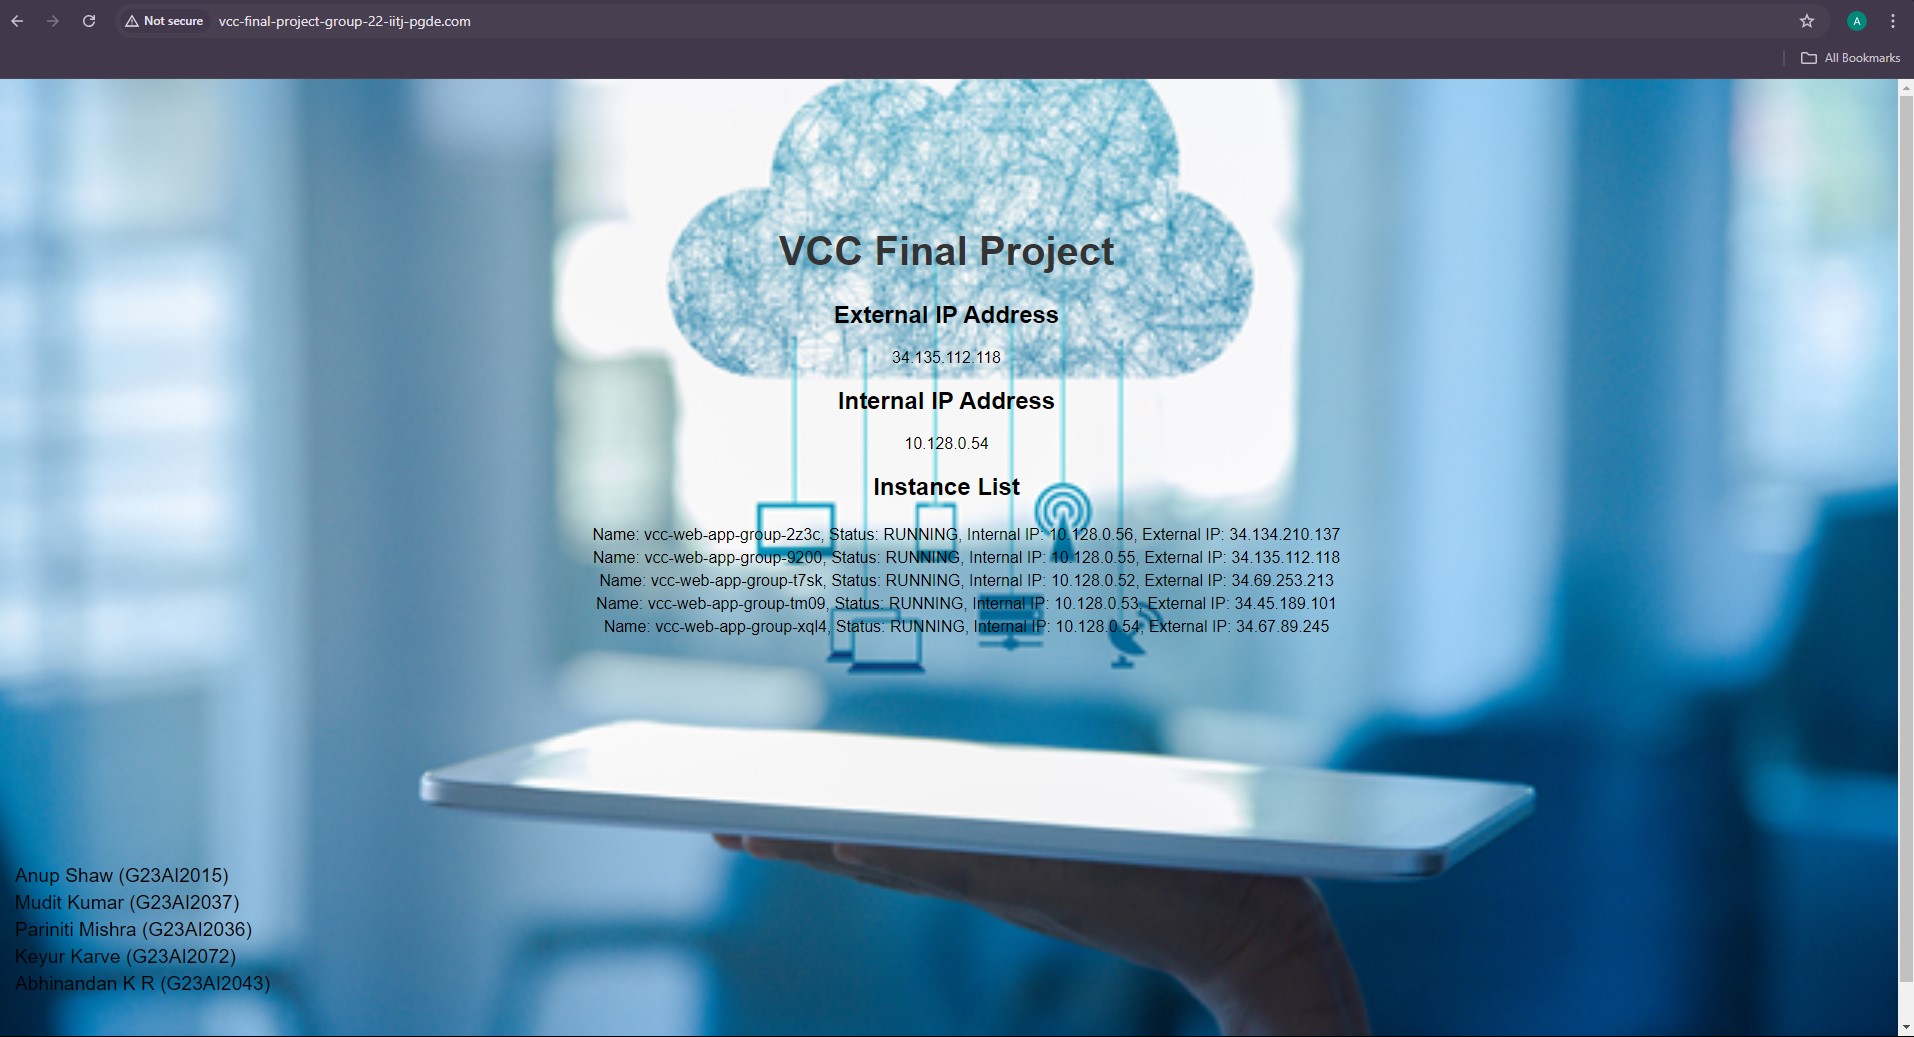 Not secure vcc-final-project-group-22-iitj-pgde.com A
All Bookmarks
VCC Final Project
External IP Address
34.135.112.118
Internal IP Address
10.128.0.54
Instance List
Name: vcc-web-app-group-2z3c, Status: RUNNING, Internal IP: 10.128.0.56, External IP: 34.134.210.137
Name: vcc-web-app-group-9200, Status: RUNNING, Internal IP: 10.128.0.55, External IP: 34.135.112.118
Name: vcc-web-app-group-t7sk, Status: RUNNING, Internal IP: 10.128.0.52, External IP: 34.69.253.213
Name: vcc-web-app-group-tm09, Status: RUNNING, Internal IP: 10.128.0.53, External IP: 34.45.189.101
Name: vcc-web-app-group-xql4, Status: RUNNING, Internal IP: 10.128.0.54, External IP: 34.67.89.245
Anup Shaw (G23AI2015)
Mudit Kumar (G23AI2037)
Pariniti Mishra (G23AI2036)
Keyur Karve (G23AI2072)
Abhinandan K R (G23AI2043)